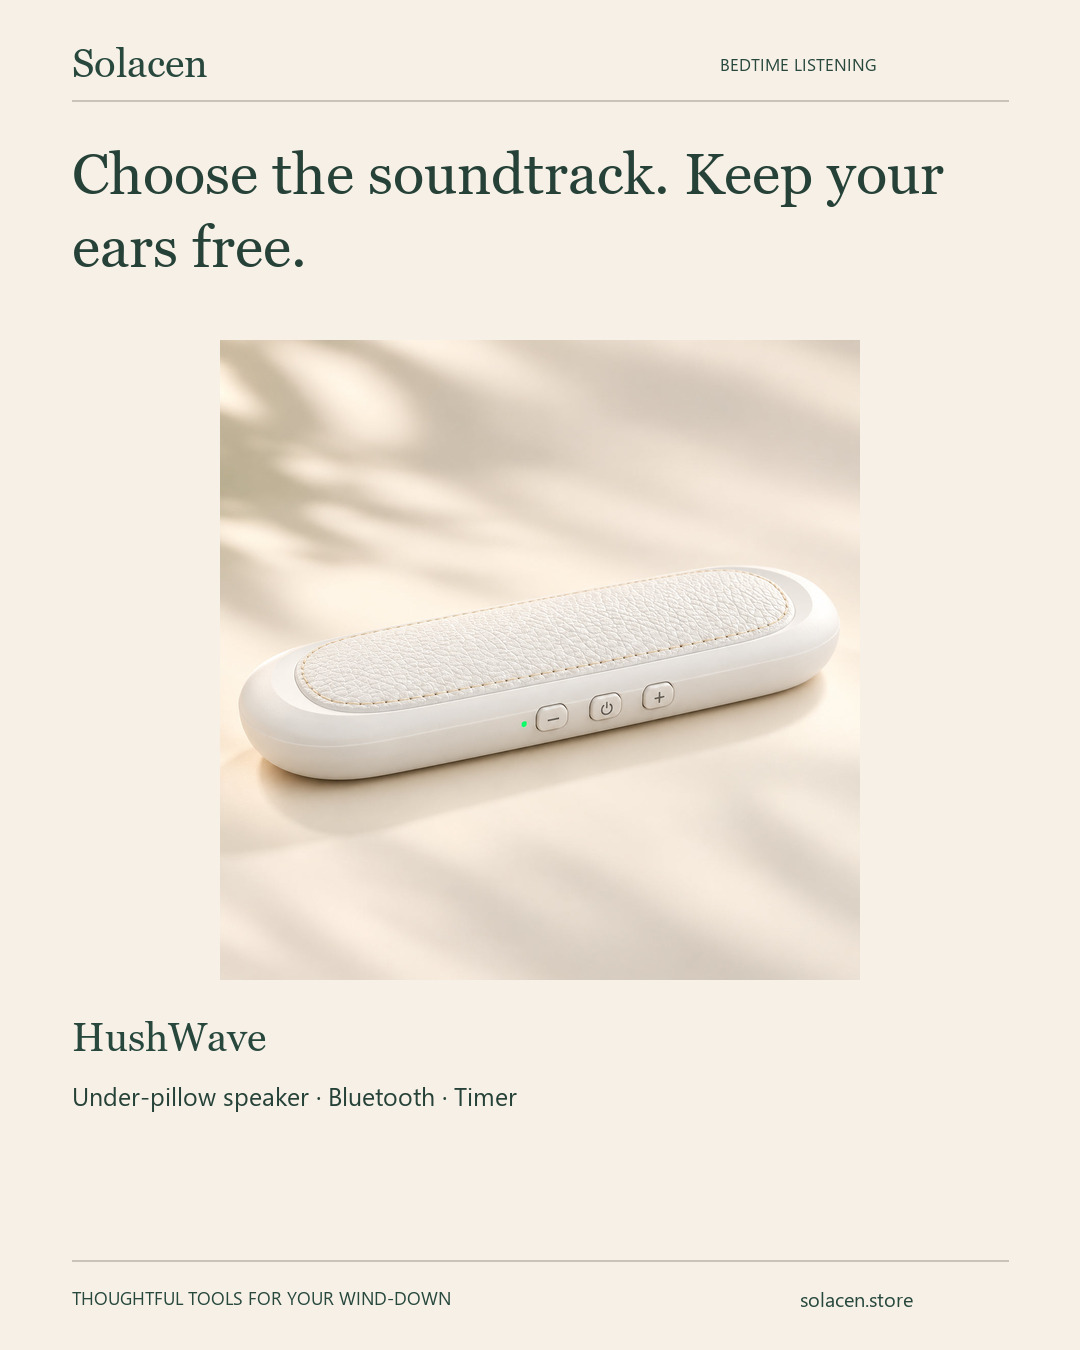 Solacen
BEDTIME LISTENING
Choose the soundtrack. Keep your
ears free.
HushWave
Under-pillow speaker · Bluetooth · Timer
THOUGHTFUL TOOLS FOR YOUR WIND-DOWN
solacen.store